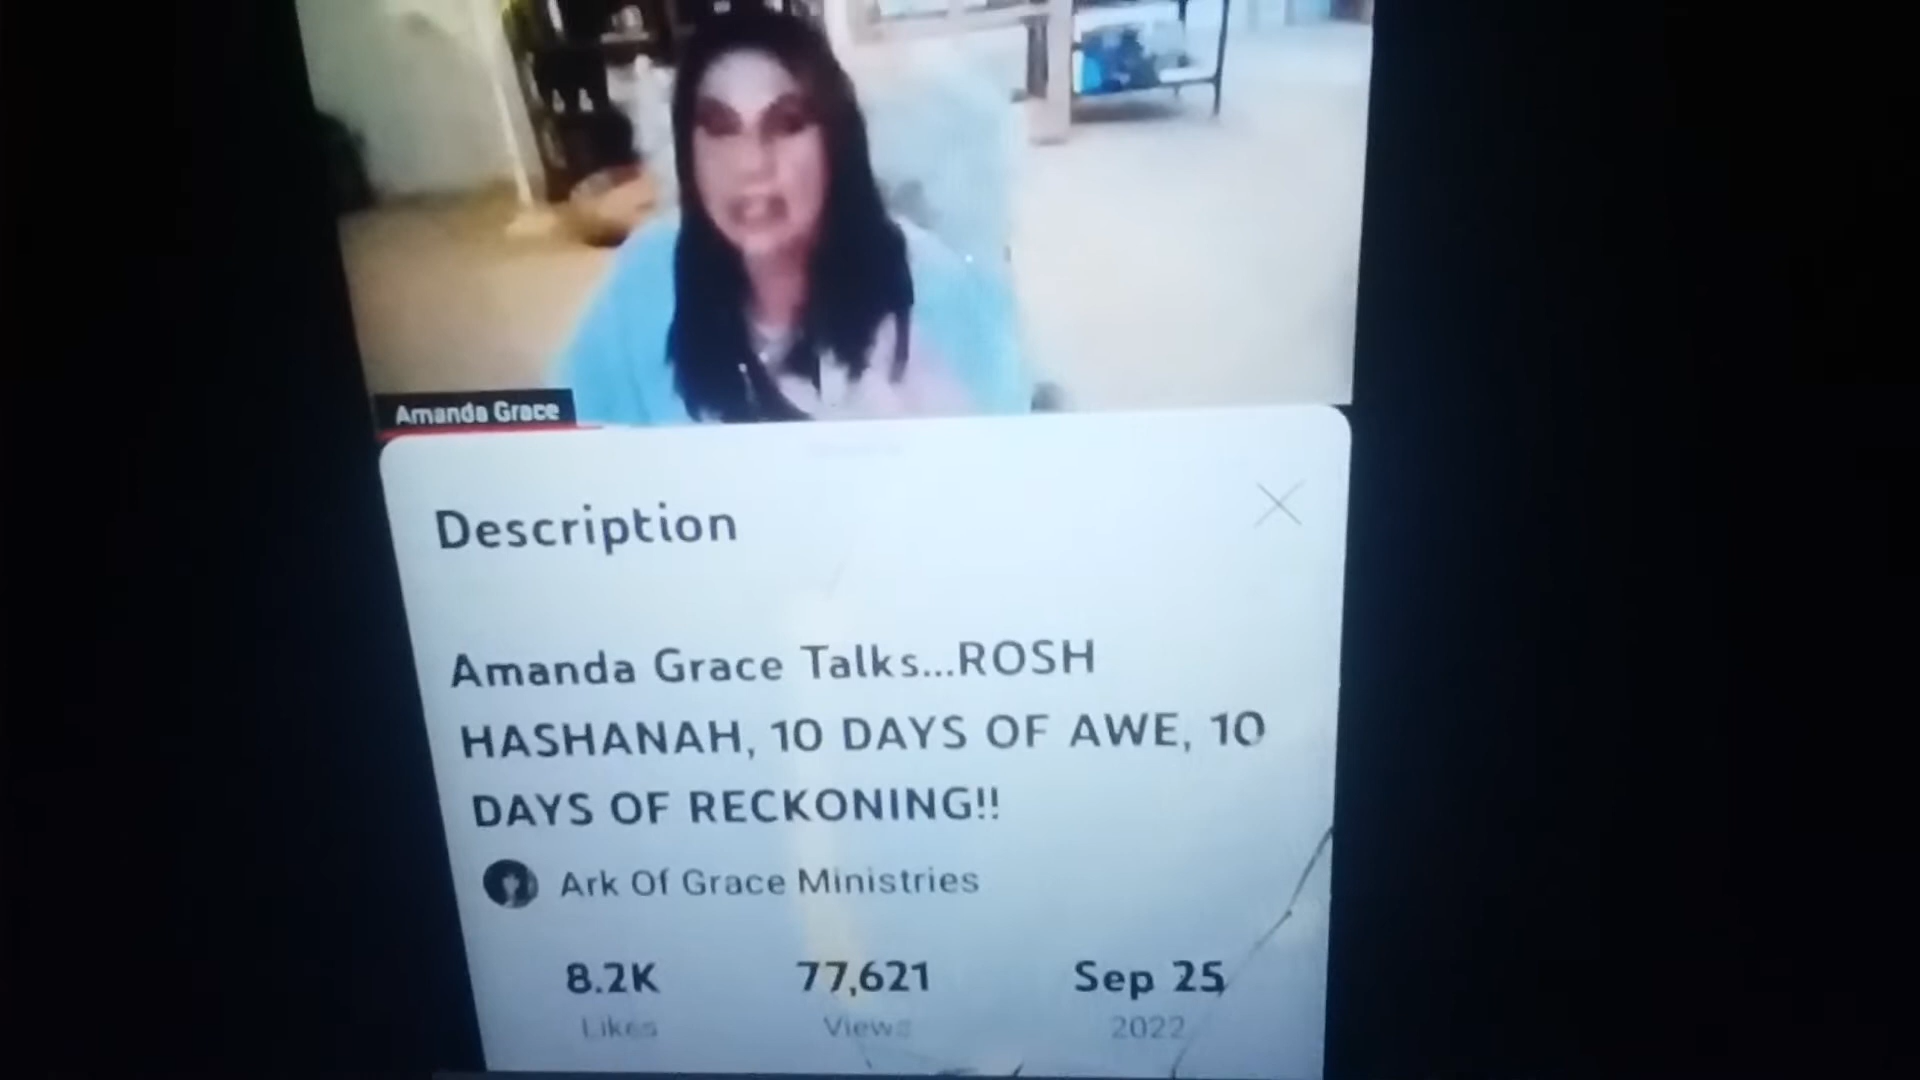 Amanda Grace
Description
Amanda Grace Talks...ROSH
HASHANAH, 10 DAYS OF AWE, 10
DAYS OF RECKONING!!
Ark Of Grace Ministries
8.2K 77,621 Sep 25
Likes Views 2022